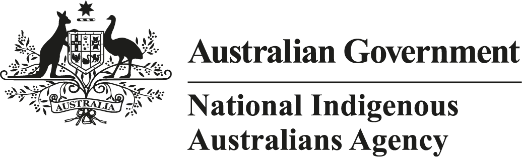 AUSTRALIA
Australian Government
National Indigenous
Australians Agency